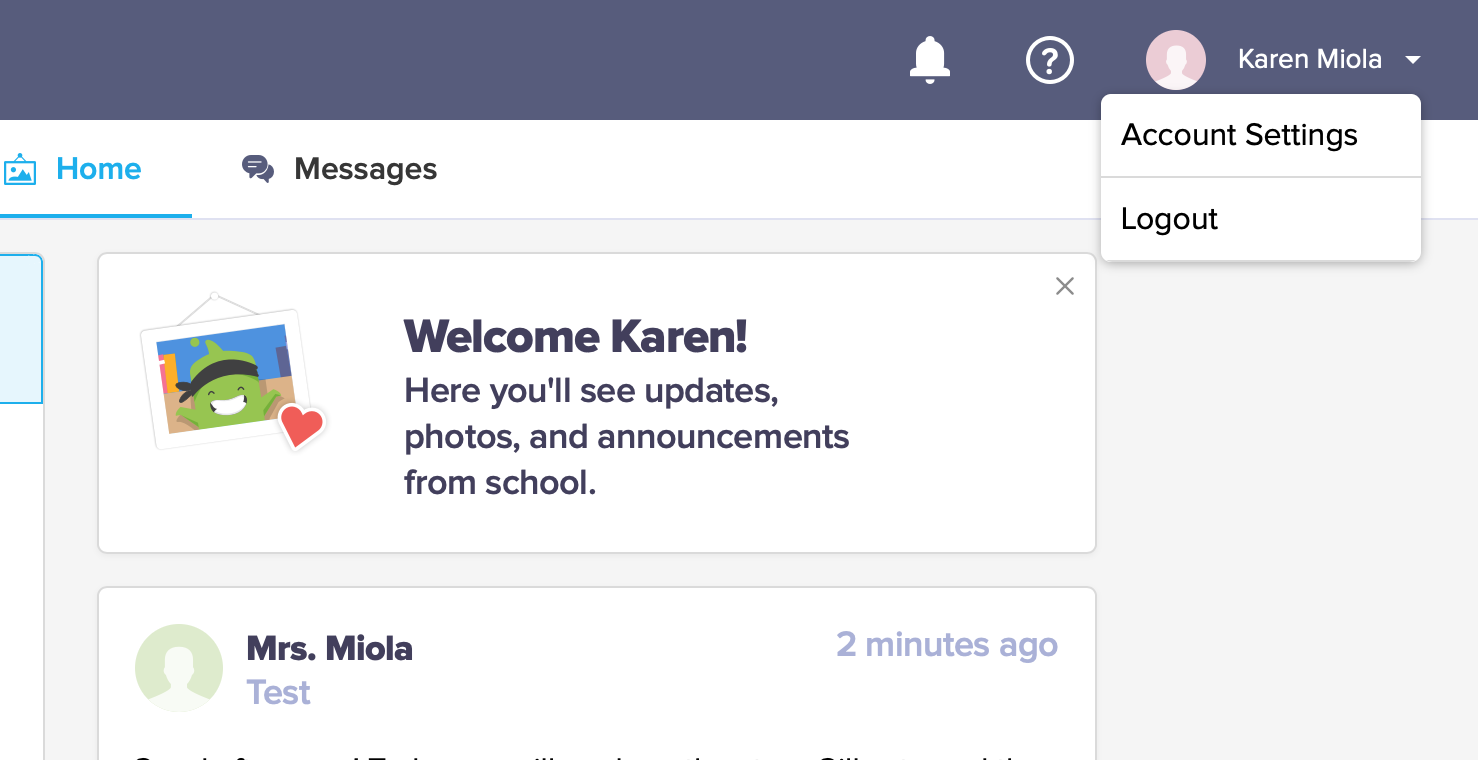 Karen Miola
Account Settings
Logout
Home
Messages
Welcome Karen!
Here you'll see updates,
photos, and announcements
from school.
Mrs. Miola
2 minutes ago
Test